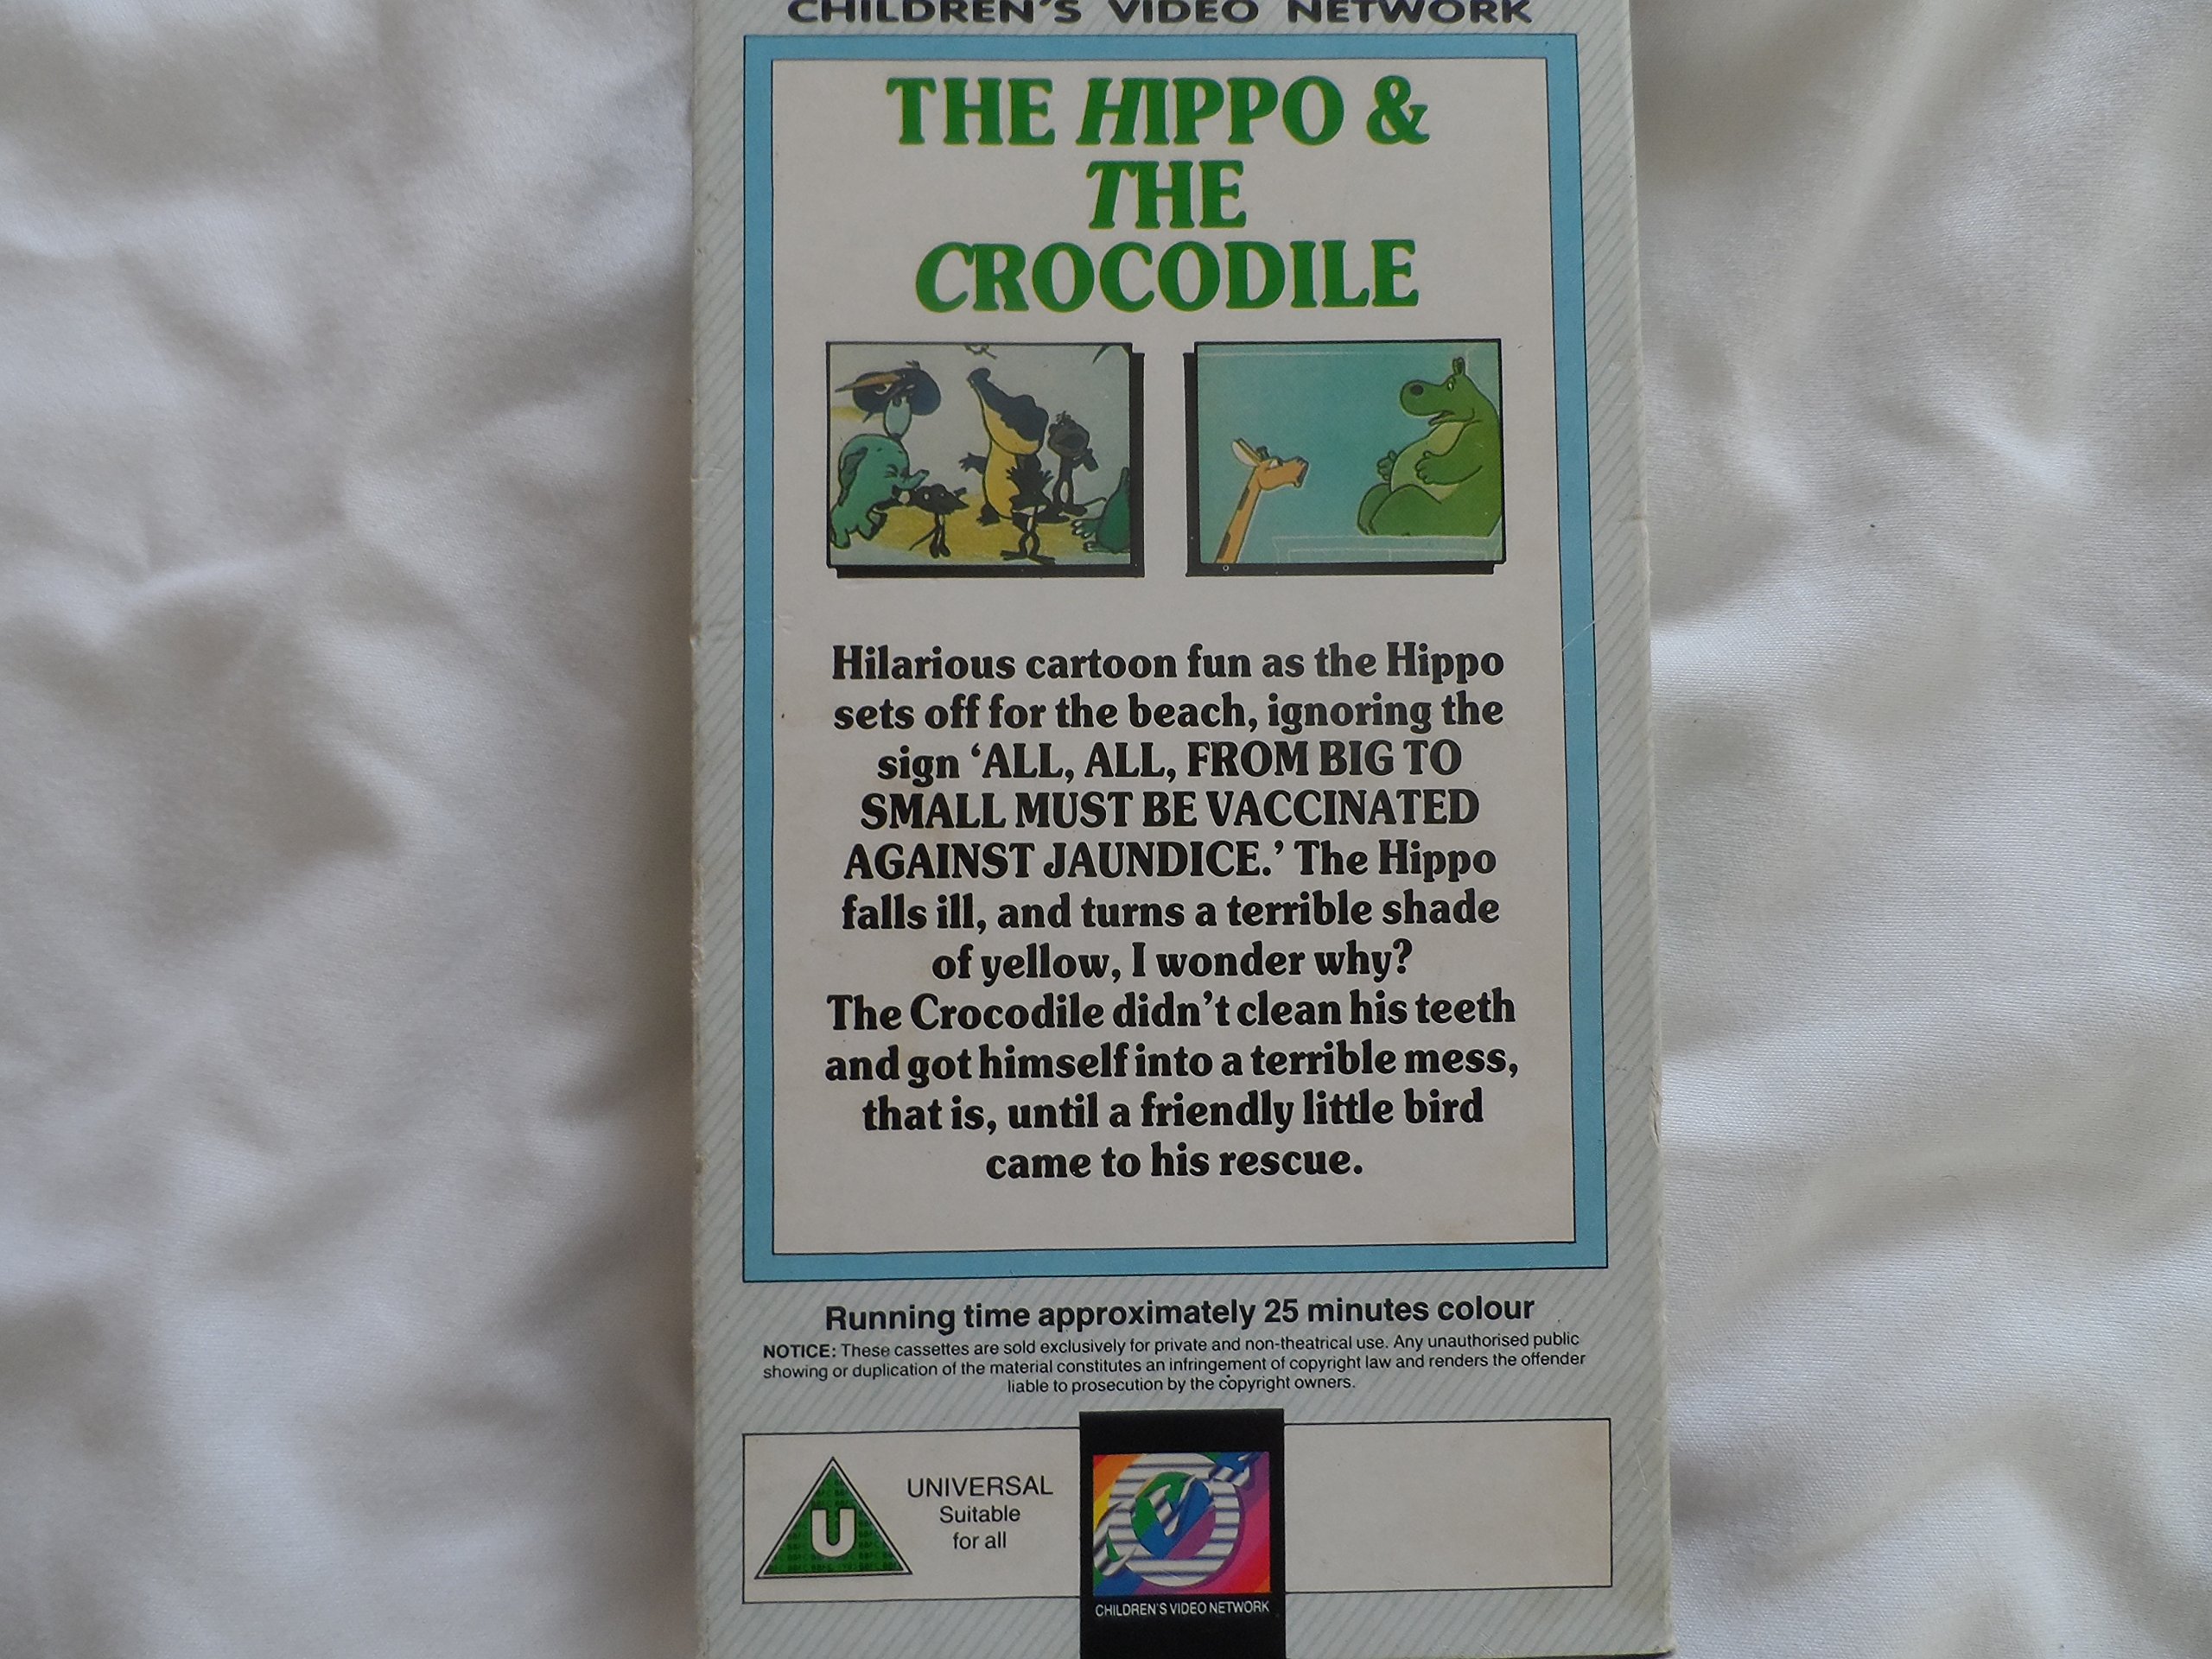 CHILDREN'S VIDEO NETWORK
THE HIPPO &
THE
CROCODILE
Hilarious cartoon fun as the Hippo
sets off for the beach, ignoring the
sign ‘ALL, ALL, FROM BIG TO
SMALL MUST BE VACCINATED
AGAINST JAUNDICE.’ The Hippo
falls ill, and turns a terrible shade
of yellow, I wonder why?
The Crocodile didn’t clean his teeth
and got himself into a terrible mess,
that is, until a friendly little bird
came to his rescue.
Running time approximately 25 minutes colour
NOTICE: These cassettes are sold exclusively for private and non-theatrical use. Any unauthorised public
showing or duplication of the material constitutes an infringement of copyright law and renders the offender
liable to prosecution by the copyright owners.
U
UNIVERSAL
Suitable
for all
CHILDREN'S VIDEO NETWORK